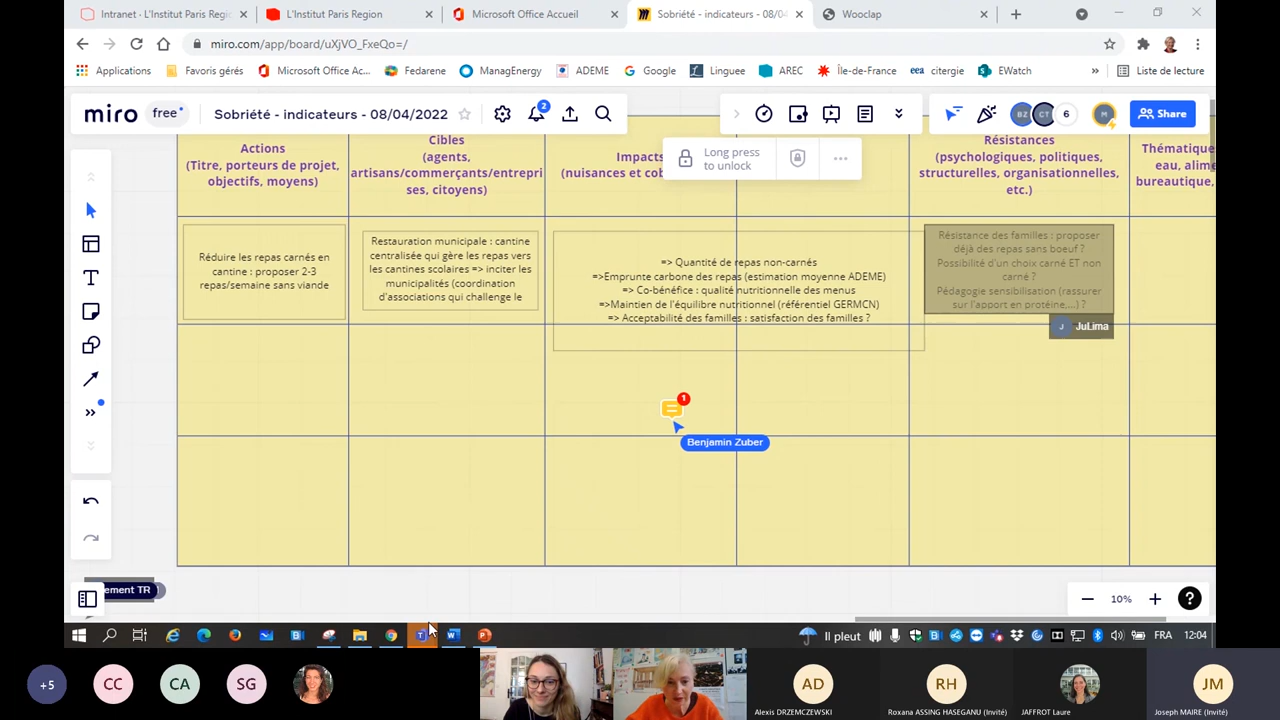 Intranet - L'Institut Paris Regi
L'Institut Paris Region
Microsoft Office Accueil
Sobriété - indicateurs - 08/04
Wooclap
miro.com/app/board/uXjVO_FxeQo=/
Applications
Favoris gérés
Microsoft Office Ac...
Fedarene
ManagEnergy
ADEME
Google
Linguee
AREC
Île-de-France
eea
citergie
EWatch
Liste de lecture
miro
free
Sobriété - indicateurs - 08/04/2022
2
BZ
CT
6
M
Share
Long press
to unlock
Actions
(Titre, porteurs de projet,
objectifs, moyens)
Cibles
(agents,
artisans/commerçants/entrepri
ses, citoyens)
Impacts
(nuisances et co
Résistances
(psychologiques, politiques,
structurelles, organisationnelles,
etc.)
Thématique
eau, alime
bureautique,
Réduire les repas carnés en
cantine : proposer 2-3
repas/semaine sans viande
Restauration municipale : cantine
centralisée qui gère les repas vers
les cantines scolaires => inciter les
municipalités (coordination
d'associations qui challenge le
=> Quantité de repas non-carnés
=>Emprunte carbone des repas (estimation moyenne ADEME)
=> Co-bénéfice : qualité nutritionnelle des menus
=>Maintien de l'équilibre nutritionnel (référentiel GERMCN)
=> Acceptabilité des familles : satisfaction des familles ?
Résistance des familles : proposer
déjà des repas sans boeuf ?
Possibilité d'un choix carné ET non
carné ?
Pédagogie sensibilisation (rassurer
sur l'apport en protéine,...) ?
J
JuLima
1
Benjamin Zuber
ement TR
10%
?
Il pleut
FRA
12:04
+5
CC
CA
SG
AD
Alexis DRZEMCZEWSKI
RH
Roxana ASSING HASEGANU (Invité)
JAFFROT Laure
JM
Joseph MAIRE (Invité)